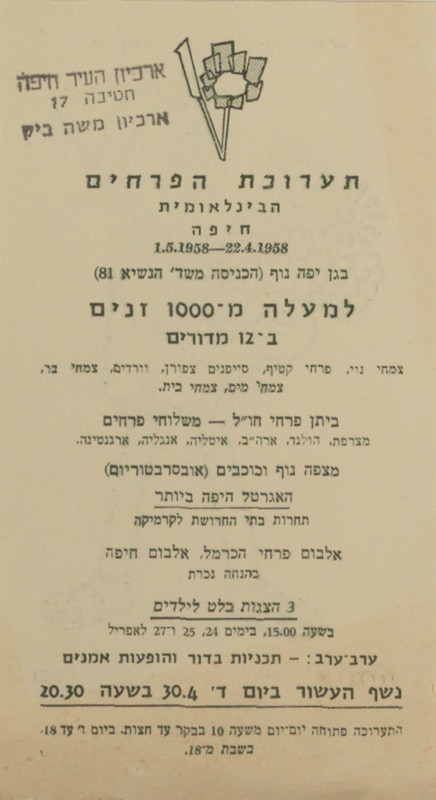 ארכיון העיר חיפה
חטיבה 17
ארכיון משה ביק
תערוכת הפרחים
הבינלאומית
חיפה
1.5.1958—22.4.1958
בגן יפה נוף (הכניסה משד' הנשיא 81)
למעלה מ־1000 זנים
ב־12 מדורים
צמחי נוי, פרחי קטיף, סייפנים צפורן, וורדים, צמחי בר,
צמחי מים, צמחי בית.
ביתן פרחי חו"ל — משלוחי פרחים
מצרפת, הולנד, ארה"ב, איטליה, אנגליה, ארגנטינה.
מצפה נוף וכוכבים (אובסרבטוריום)
האגרטל היפה ביותר
תחרות בתי החרושת לקרמיקה
אלבום פרחי הכרמל, אלבום חיפה
בהנחה נכרת
3 הצגות בלט לילדים
בשעה 15.00, בימים 24, 25 ו־27 לאפריל
ערב־ערב: – תכניות בדור והופעות אמנים
נשף העשור ביום ד' 30.4 בשעה 20.30
התערוכה פתוחה יום־יום משעה 10 בבקר עד חצות. ביום ו' עד 18,
בשבת מ־18.